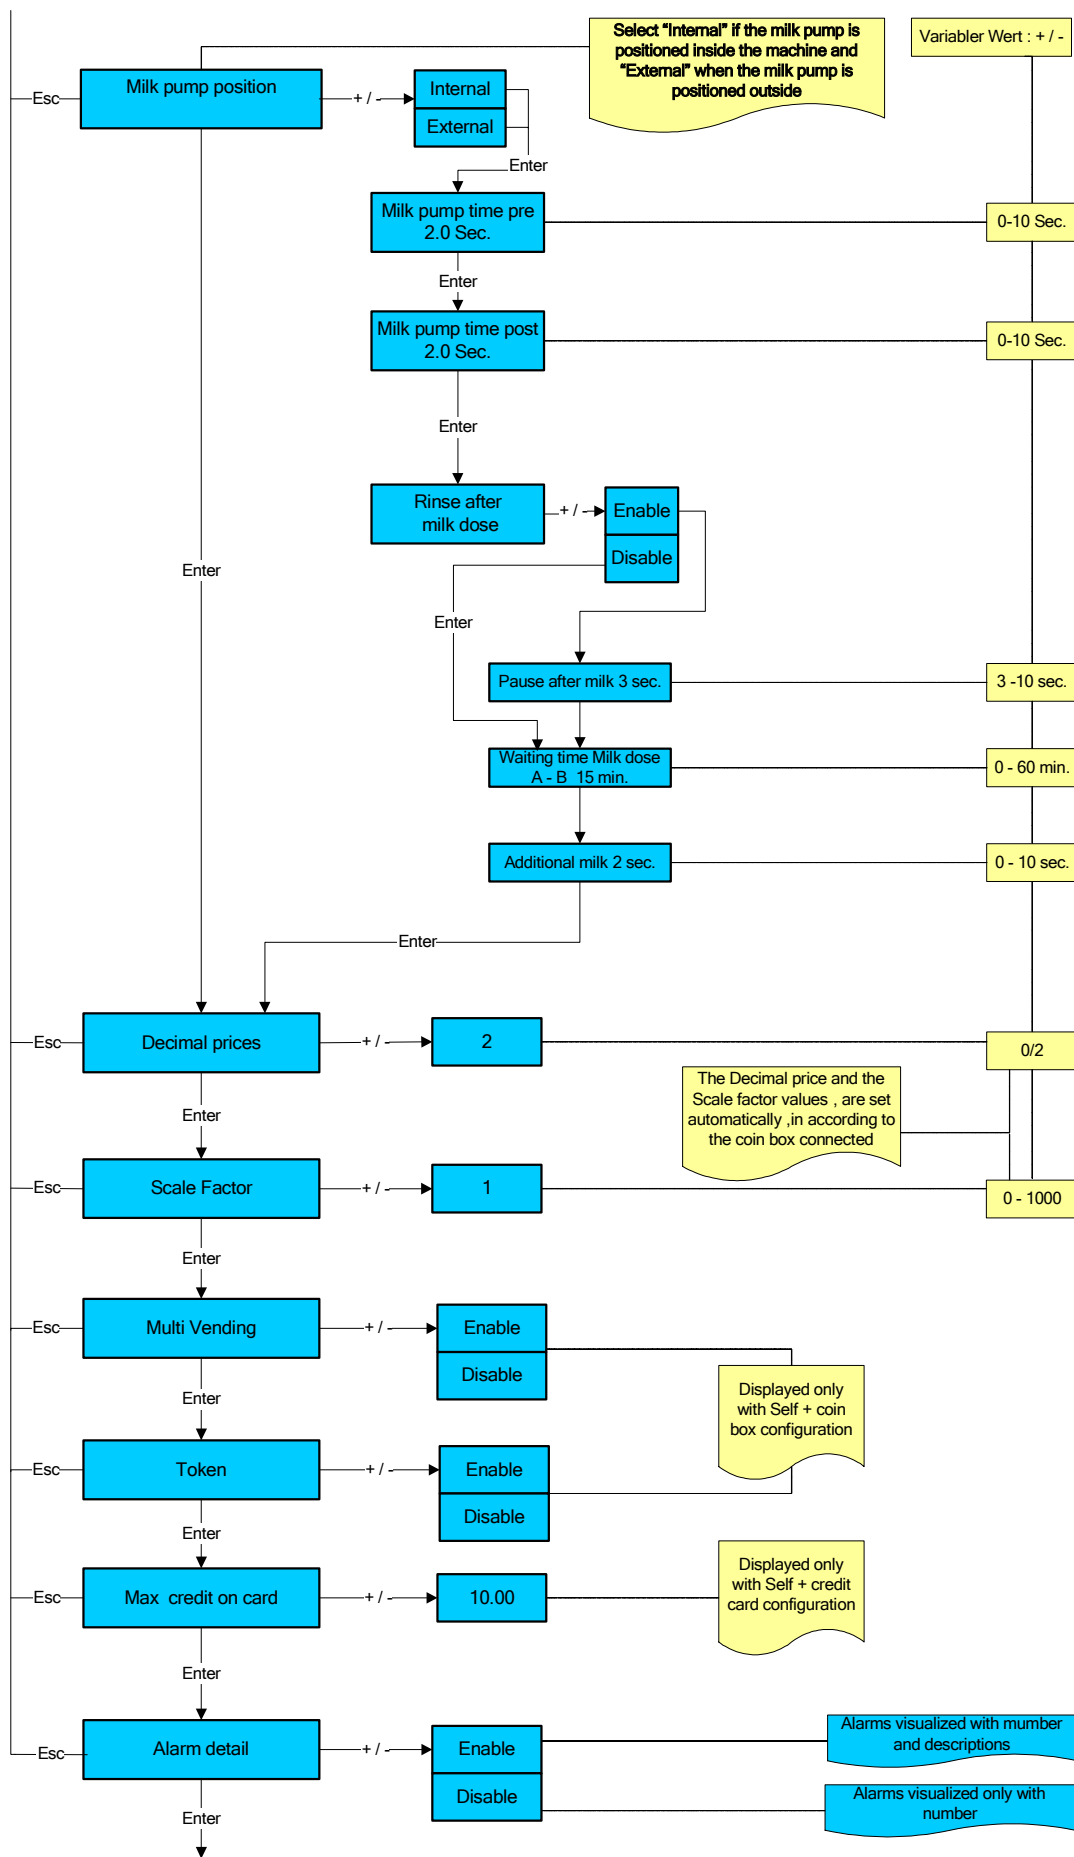 Select “Internal” if the milk pump is
positioned inside the machine and
“External” when the milk pump is
positioned outside
Variabler Wert : + / -
Esc
Milk pump position
+ / -
Internal
External
Enter
Milk pump time pre
2.0 Sec.
0-10 Sec.
Enter
Milk pump time post
2.0 Sec.
0-10 Sec.
Enter
Rinse after
milk dose
+ / -
Enable
Disable
Enter
Enter
Pause after milk 3 sec.
3 -10 sec.
Waiting time Milk dose
A - B  15 min.
0 - 60 min.
Additional milk 2 sec.
0 - 10 sec.
Enter
Esc
Decimal prices
+ / -
2
0/2
The Decimal price and the
Scale factor values , are set
automatically ,in according to
the coin box connected
Enter
Esc
Scale Factor
+ / -
1
0 - 1000
Enter
Esc
Multi Vending
+ / -
Enable
Disable
Displayed only
with Self + coin
box configuration
Enter
Esc
Token
+ / -
Enable
Disable
Enter
Esc
Max  credit on card
+ / -
10.00
Displayed only
with Self + credit
card configuration
Enter
Esc
Alarm detail
+ / -
Enable
Disable
Alarms visualized with mumber
and descriptions
Alarms visualized only with
number
Enter